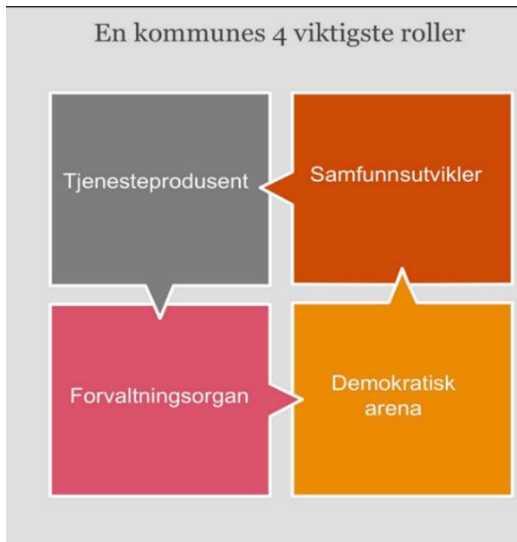 En kommunes 4 viktigste roller
Tjenesteprodusent
Samfunnsutvikler
Forvaltningsorgan
Demokratisk
arena